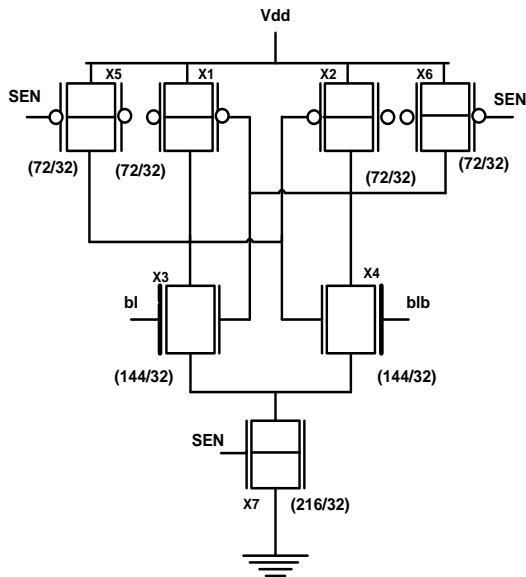 Vdd
X5
X1
X2
X6
SEN
SEN
(72/32)
(72/32)
(72/32)
(72/32)
X3
X4
bl
blb
(144/32)
(144/32)
SEN
X7
(216/32)